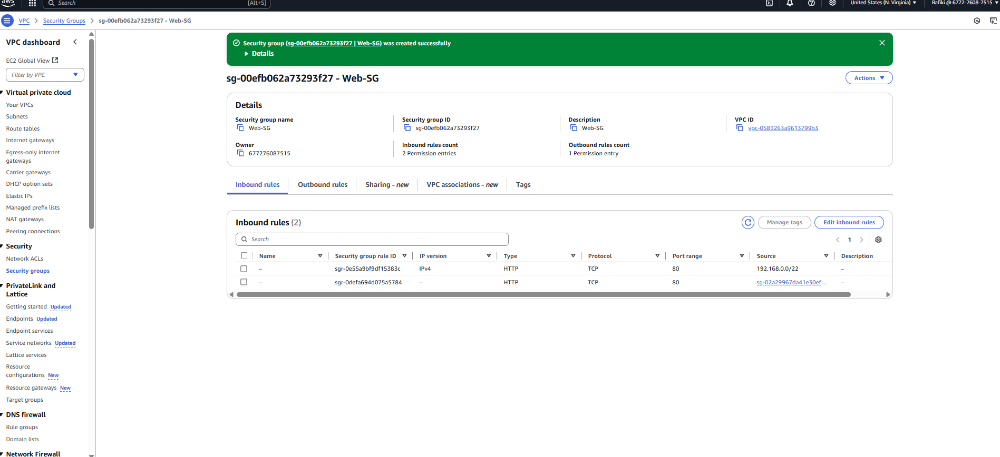 aws
Search
[Alt+S]
United States (N. Virginia)
Rafiki @ 6772-7608-7515
VPC
Security Groups
sg-00efb062a73293f27 - Web-SG
VPC dashboard
EC2 Global View
Filter by VPC
Virtual private cloud
Your VPCs
Subnets
Route tables
Internet gateways
Egress-only internet
gateways
Carrier gateways
DHCP option sets
Elastic IPs
Managed prefix lists
NAT gateways
Peering connections
Security
Network ACLs
Security groups
PrivateLink and
Lattice
Getting started Updated
Endpoints Updated
Endpoint services
Service networks Updated
Lattice services
Resource
configurations New
Resource gateways New
Target groups
DNS firewall
Rule groups
Domain lists
Network Firewall
Security group (sg-00efb062a73293f27 | Web-SG) was created successfully
Details
sg-00efb062a73293f27 - Web-SG
Actions
Details
Security group name
Web-SG
Security group ID
sg-00efb062a73293f27
Description
Web-SG
VPC ID
vpc-0583263a9613799b3
Owner
677276087515
Inbound rules count
2 Permission entries
Outbound rules count
1 Permission entry
Inbound rules
Outbound rules
Sharing - new
VPC associations - new
Tags
Inbound rules (2)
Manage tags
Edit inbound rules
Search
1
Name Security group rule ID IP version Type Protocol Port range Source Description
– sgr-0e55a9bf9df15383c IPv4 HTTP TCP 80 192.168.0.0/22 –
– sgr-0defa694d075a5784 – HTTP TCP 80 sg-02a29967da41e30ef... –